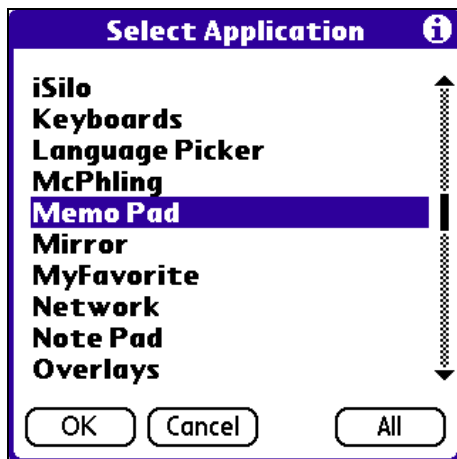 Select Application i
iSilo
Keyboards
Language Picker
McPhling
Memo Pad
Mirror
MyFavorite
Network
Note Pad
Overlays
OK Cancel All